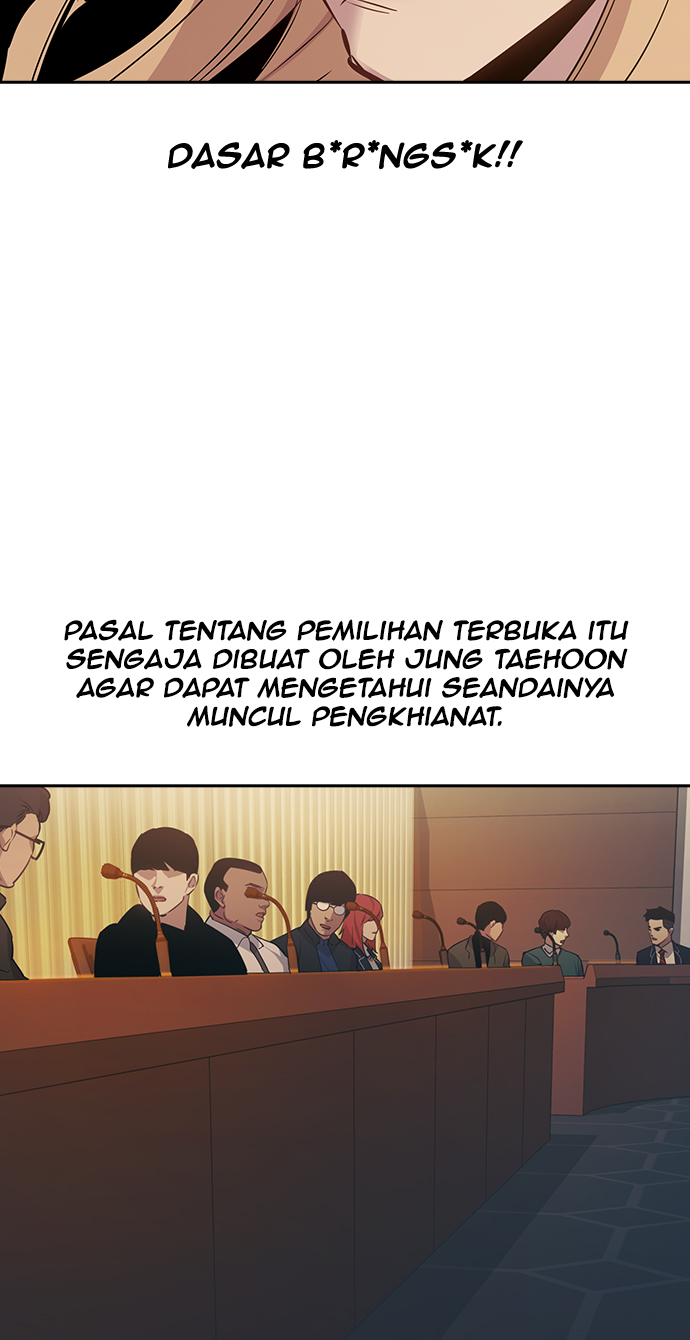 DASAR B*R*NGS*K!!
PASAL TENTANG PEMILIHAN TERBUKA ITU
SENGAJA DIBUAT OLEH JUNG TAEHOON
AGAR DAPAT MENGETAHUI SEANDAINYA
MUNCUL PENGKHIANAT.